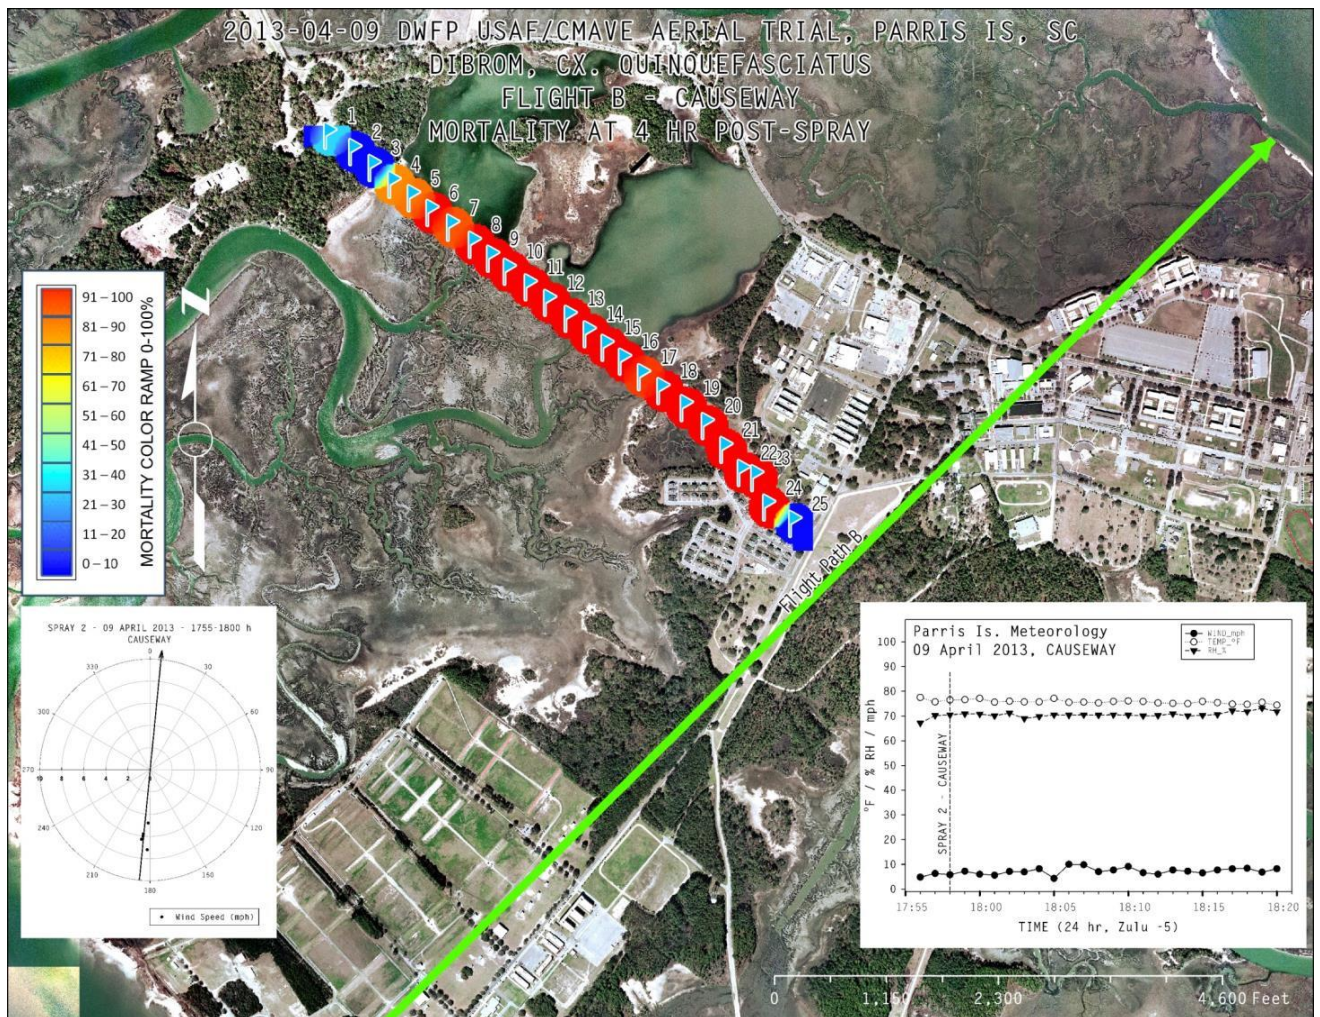 2013-04-09 DWFP USAF/CMAVE AERIAL TRIAL, PARRIS IS, SC
DIBROM, CX. QUINQUEFASCIATUS
FLIGHT B - CAUSEWAY
MORTALITY AT 4 HR POST-SPRAY
1
2
3
4
5
6
7
8
9
10
11
12
13
14
15
16
17
18
19
20
21
22
23
24
25
Flight Path B
N
MORTALITY COLOR RAMP 0-100%
91-100
81-90
71-80
61-70
51-60
41-50
31-40
21-30
11-20
0-10
SPRAY 2 - 09 APRIL 2013 - 1755-1800 h
CAUSEWAY
0
330
30
300
60
270
10 8 6 4 2 0
90
240
120
210
150
180
• Wind Speed (mph)
Parris Is. Meteorology
09 April 2013, CAUSEWAY
WIND_mph
TEMP_°F
RH_%
100
90
80
70
60
50
40
30
20
10
0
°F / % RH / mph
SPRAY 2 - CAUSEWAY
17:55 18:00 18:05 18:10 18:15 18:20
TIME (24 hr, Zulu -5)
0 1,150 2,300 4,600 Feet